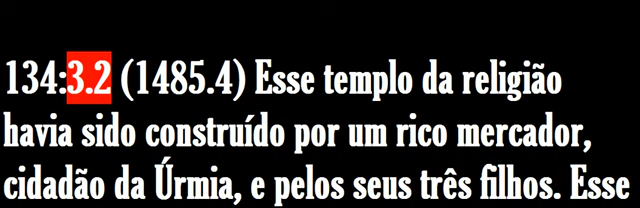 134:3.2 (1485.4) Esse templo da religião
havia sido construído por um rico mercador,
cidadão da Úrmia, e pelos seus três filhos. Esse